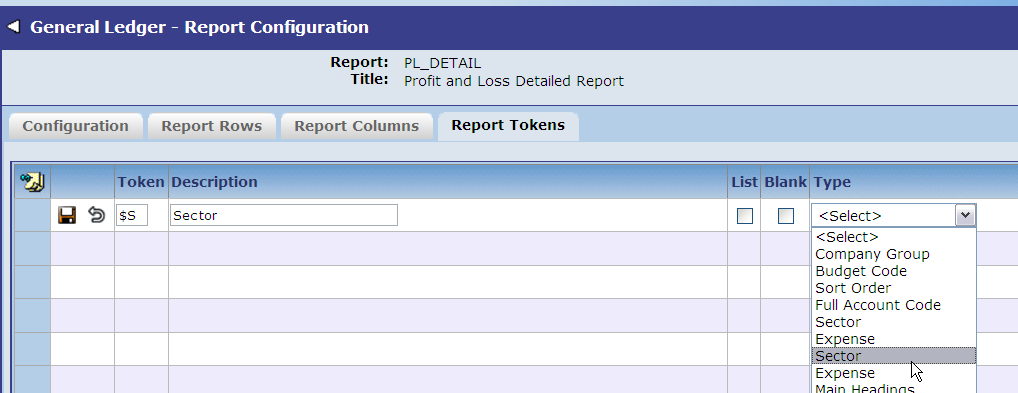 General Ledger - Report Configuration
Report: PL_DETAIL
Title: Profit and Loss Detailed Report
Configuration Report Rows Report Columns Report Tokens
Token Description List Blank Type
$S Sector <Select>
<Select>
Company Group
Budget Code
Sort Order
Full Account Code
Sector
Expense
Sector
Expense
Main Headings